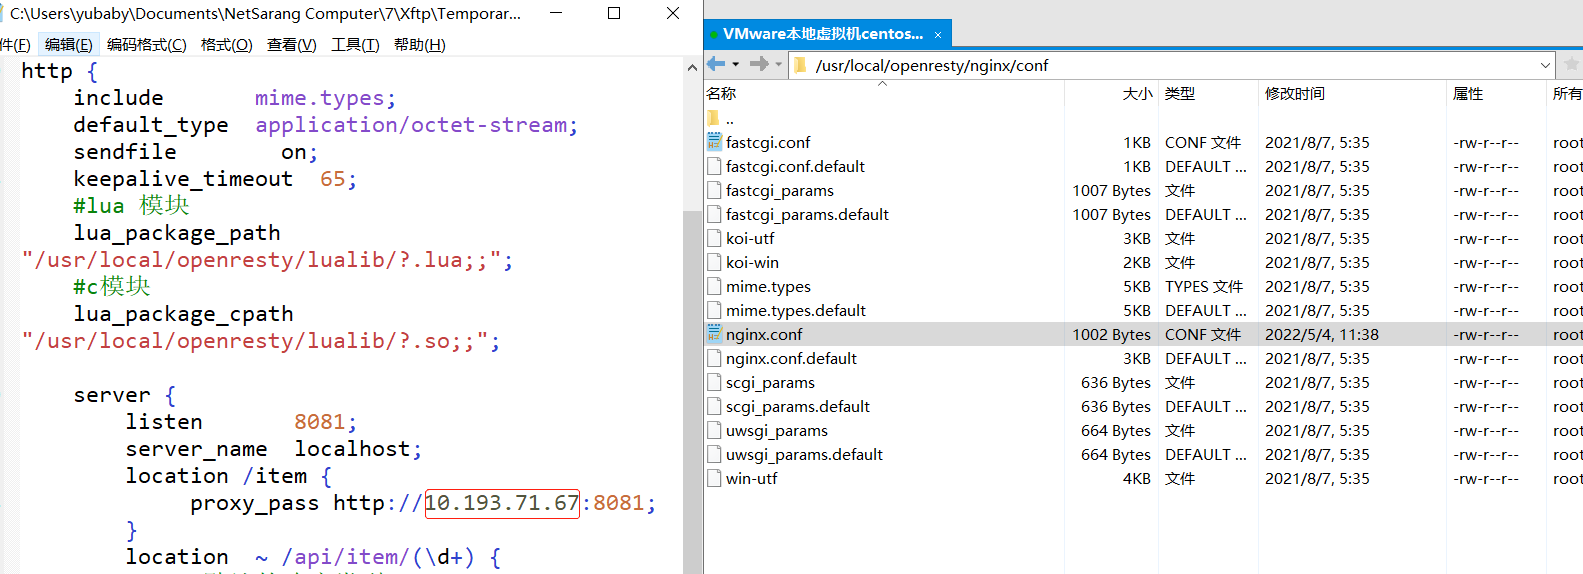 C:\Users\yubaby\Documents\NetSarang Computer\7\Xftp\Temporar...
件(F) 编辑(E) 编码格式(C) 格式(O) 查看(V) 工具(T) 帮助(H)
http {
include mime.types;
default_type application/octet-stream;
sendfile on;
keepalive_timeout 65;
#lua 模块
lua_package_path
"/usr/local/openresty/lualib/?.lua;;";
#c模块
lua_package_cpath
"/usr/local/openresty/lualib/?.so;;";
server {
listen 8081;
server_name localhost;
location /item {
proxy_pass http://10.193.71.67:8081;
}
location ~ /api/item/(\d+) {
VMware本地虚拟机centos... ×
/usr/local/openresty/nginx/conf
名称 大小 类型 修改时间 属性 所有
..
fastcgi.conf 1KB CONF 文件 2021/8/7, 5:35 -rw-r--r-- root
fastcgi.conf.default 1KB DEFAULT ... 2021/8/7, 5:35 -rw-r--r-- root
fastcgi_params 1007 Bytes 文件 2021/8/7, 5:35 -rw-r--r-- root
fastcgi_params.default 1007 Bytes DEFAULT ... 2021/8/7, 5:35 -rw-r--r-- root
koi-utf 3KB 文件 2021/8/7, 5:35 -rw-r--r-- root
koi-win 2KB 文件 2021/8/7, 5:35 -rw-r--r-- root
mime.types 5KB TYPES 文件 2021/8/7, 5:35 -rw-r--r-- root
mime.types.default 5KB DEFAULT ... 2021/8/7, 5:35 -rw-r--r-- root
nginx.conf 1002 Bytes CONF 文件 2022/5/4, 11:38 -rw-r--r-- root
nginx.conf.default 3KB DEFAULT ... 2021/8/7, 5:35 -rw-r--r-- root
scgi_params 636 Bytes 文件 2021/8/7, 5:35 -rw-r--r-- root
scgi_params.default 636 Bytes DEFAULT ... 2021/8/7, 5:35 -rw-r--r-- root
uwsgi_params 664 Bytes 文件 2021/8/7, 5:35 -rw-r--r-- root
uwsgi_params.default 664 Bytes DEFAULT ... 2021/8/7, 5:35 -rw-r--r-- root
win-utf 4KB 文件 2021/8/7, 5:35 -rw-r--r-- root